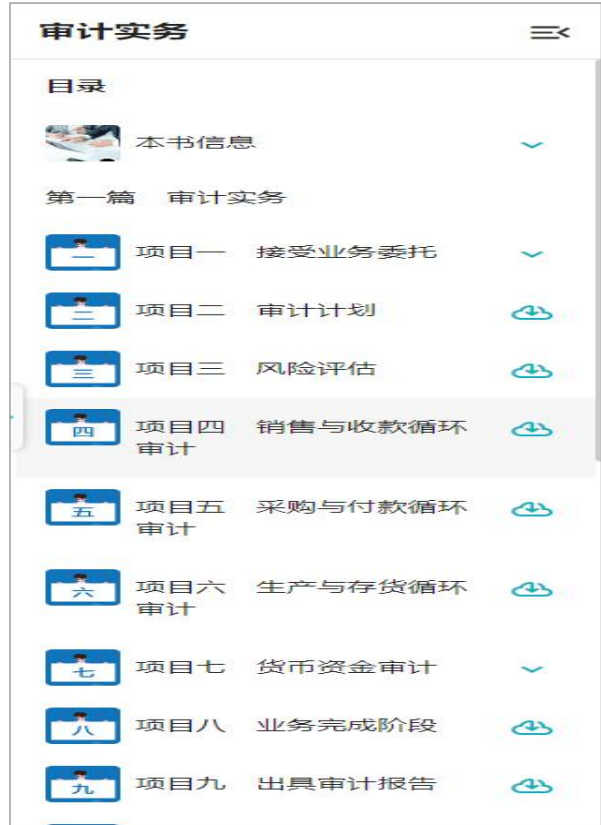 审计实务
目录
本书信息
第一篇 审计实务
一 项目一 接受业务委托
二 项目二 审计计划
三 项目三 风险评估
四 项目四 销售与收款循环
审计
五 项目五 采购与付款循环
审计
六 项目六 生产与存货循环
审计
七 项目七 货币资金审计
八 项目八 业务完成阶段
九 项目九 出具审计报告